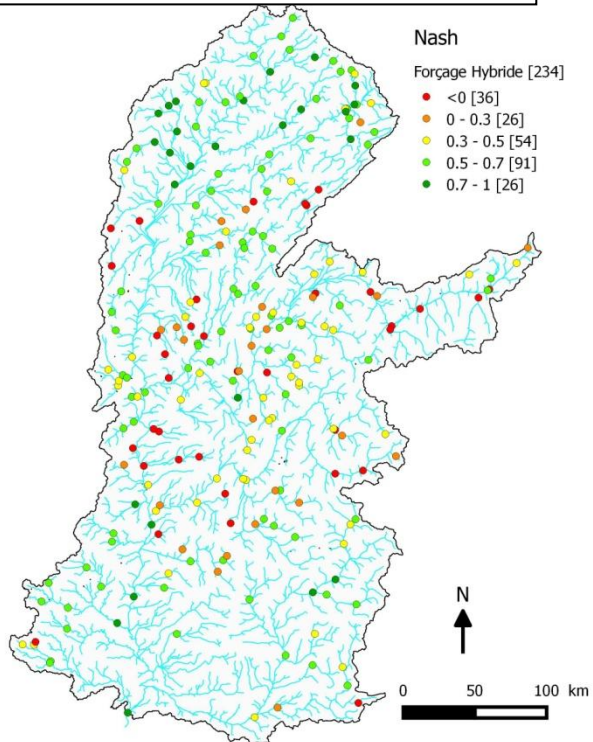 Nash
Forçage Hybride [234]
<0 [36]
0 - 0.3 [26]
0.3 - 0.5 [54]
0.5 - 0.7 [91]
0.7 - 1 [26]
N
0 50 100 km